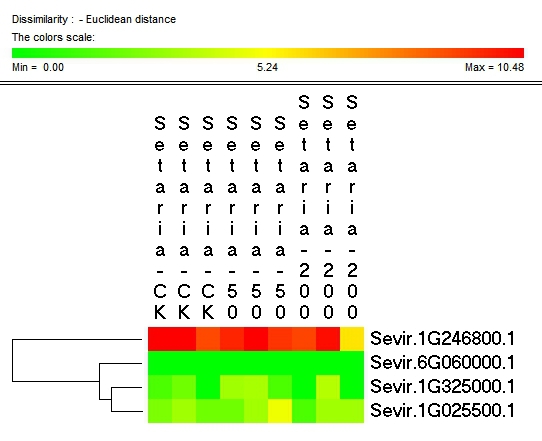 Dissimilarity : - Euclidean distance
The colors scale:
Min = 0.00 5.24 Max = 10.48
Setaria-CK
Setaria-CK
Setaria-CK
Setaria-50
Setaria-50
Setaria-50
Setaria-200
Setaria-200
Setaria-200
Sevir.1G246800.1
Sevir.6G060000.1
Sevir.1G325000.1
Sevir.1G025500.1